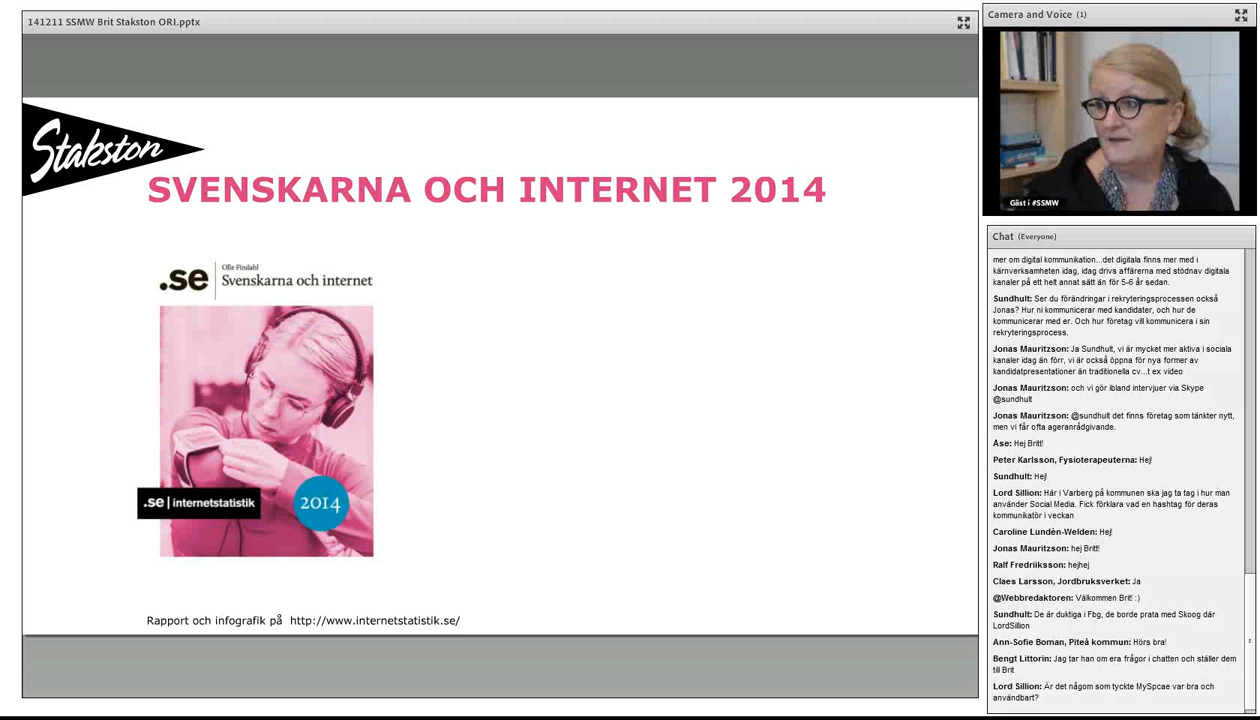 141211 SSMW Brit Stakston ORI.pptx
Stakston
SVENSKARNA OCH INTERNET 2014
.se
Olle Findahl
Svenskarna och internet
.se | internetstatistik
2014
Rapport och infografik på http://www.internetstatistik.se/
Camera and Voice (1)
Gäst i #SSMW
Chat (Everyone)
mer om digital kommunikation...det digitala finns mer med i
kärnverksamheten idag, idag drivs affärerna med stödnav digitala
kanaler på ett helt annat sätt än för 5-6 år sedan.
Sundhult: Ser du förändringar i rekryteringsprocessen också
Jonas? Hur ni kommunicerar med kandidater, och hur de
kommunicerar med er. Och hur företag vill kommunicera i sin
rekryteringsprocess.
Jonas Mauritzson: Ja Sundhult, vi är mycket mer aktiva i sociala
kanaler idag än förr, vi är också öppna för nya former av
kandidatpresentationer än traditionella cv...t ex video
Jonas Mauritzson: och vi gör ibland intervjuer via Skype
@sundhult
Jonas Mauritzson: @sundhult det finns företag som tänkter nytt,
men vi får ofta ageranrådgivande.
Åse: Hej Britt!
Peter Karlsson, Fysioterapeuterna: Hej!
Sundhult: Hej!
Lord Sillion: Här i Varberg på kommunen ska jag ta tag i hur man
använder Social Media. Fick förklara vad en hashtag för deras
kommunikatör i veckan
Caroline Lundén-Welden: Hej!
Jonas Mauritzson: hej Britt!
Ralf Fredriiksson: hejhej
Claes Larsson, Jordbruksverket: Ja
@Webbredaktoren: Välkommen Brit! :)
Sundhult: De är duktiga i Fbg, de borde prata med Skoog där
LordSillion
Ann-Sofie Boman, Piteå kommun: Hörs bra!
Bengt Littorin: Jag tar han om era frågor i chatten och ställer dem
till Brit
Lord Sillion: Är det någom som tyckte MySpcae var bra och
användbart?